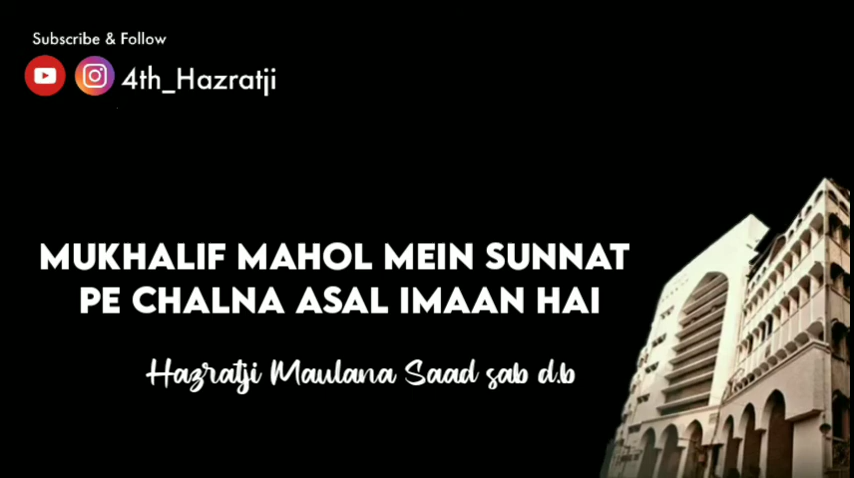 Subscribe & Follow
4th_Hazratji
MUKHALIF MAHOL MEIN SUNNAT
PE CHALNA ASAL IMAAN HAI
Hazratji Maulana Saad sab d.b